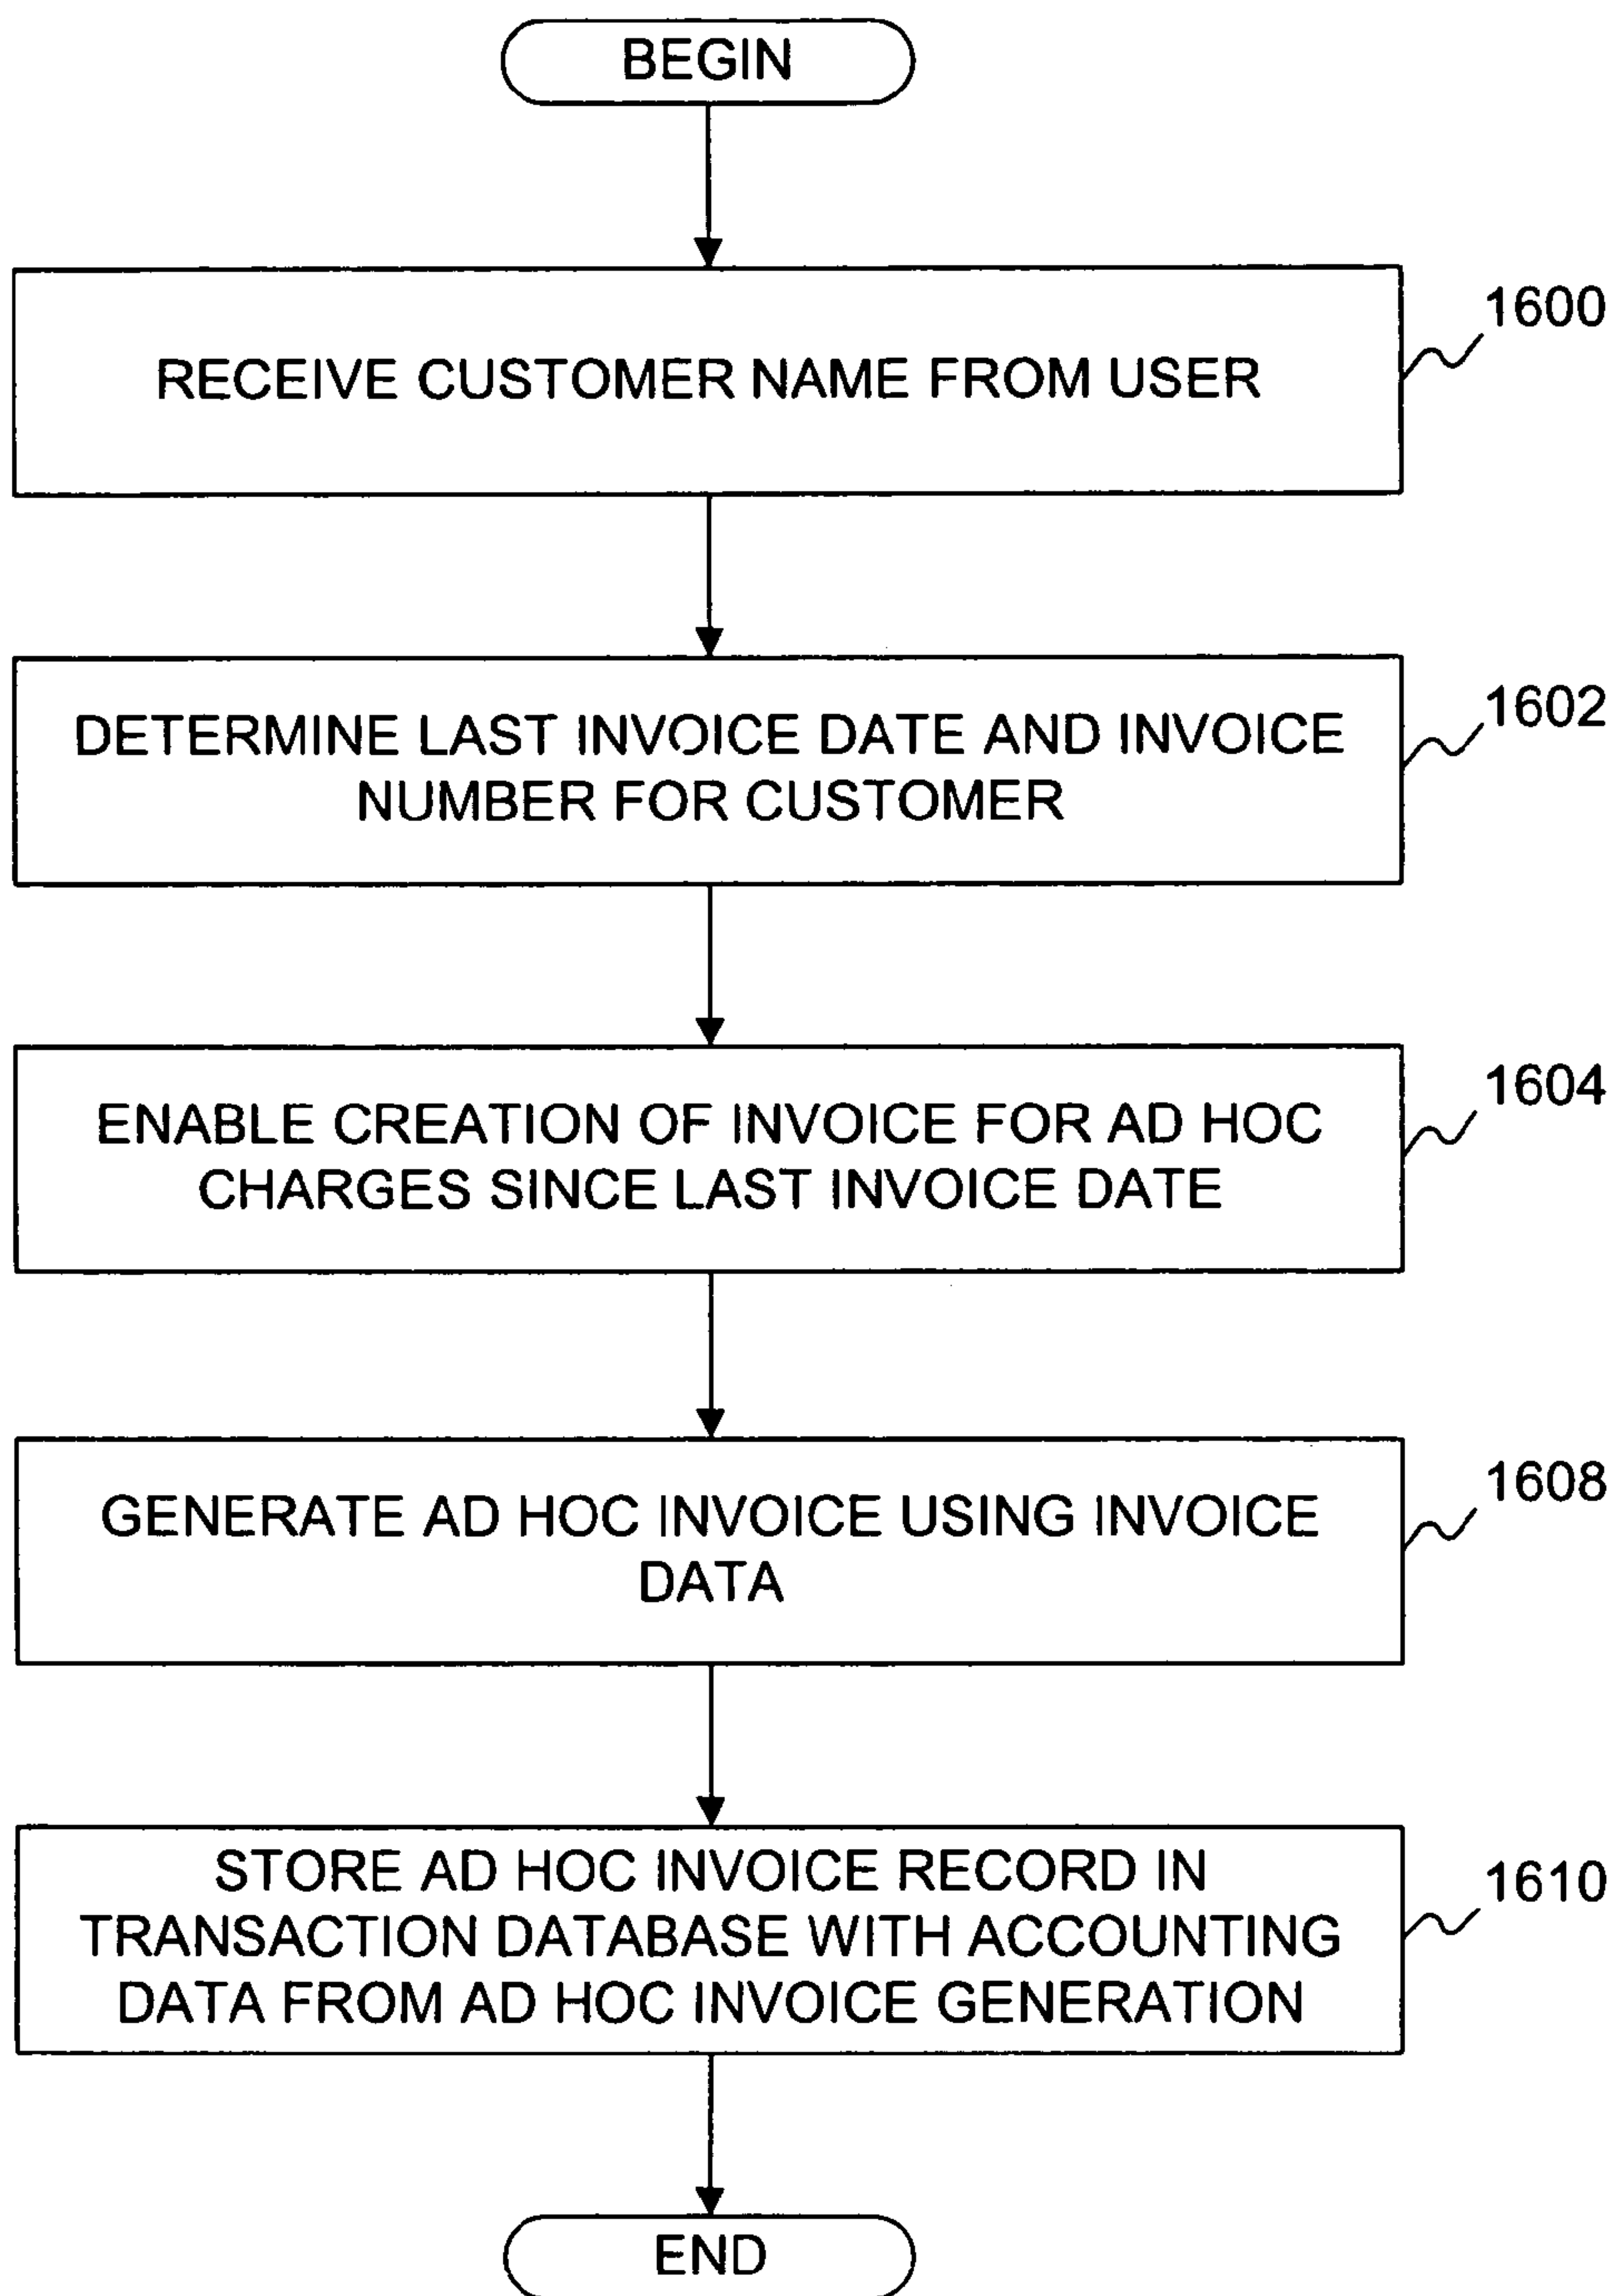 BEGIN
RECEIVE CUSTOMER NAME FROM USER
1600
DETERMINE LAST INVOICE DATE AND INVOICE
NUMBER FOR CUSTOMER
1602
ENABLE CREATION OF INVOICE FOR AD HOC
CHARGES SINCE LAST INVOICE DATE
1604
GENERATE AD HOC INVOICE USING INVOICE
DATA
1608
STORE AD HOC INVOICE RECORD IN
TRANSACTION DATABASE WITH ACCOUNTING
DATA FROM AD HOC INVOICE GENERATION
1610
END